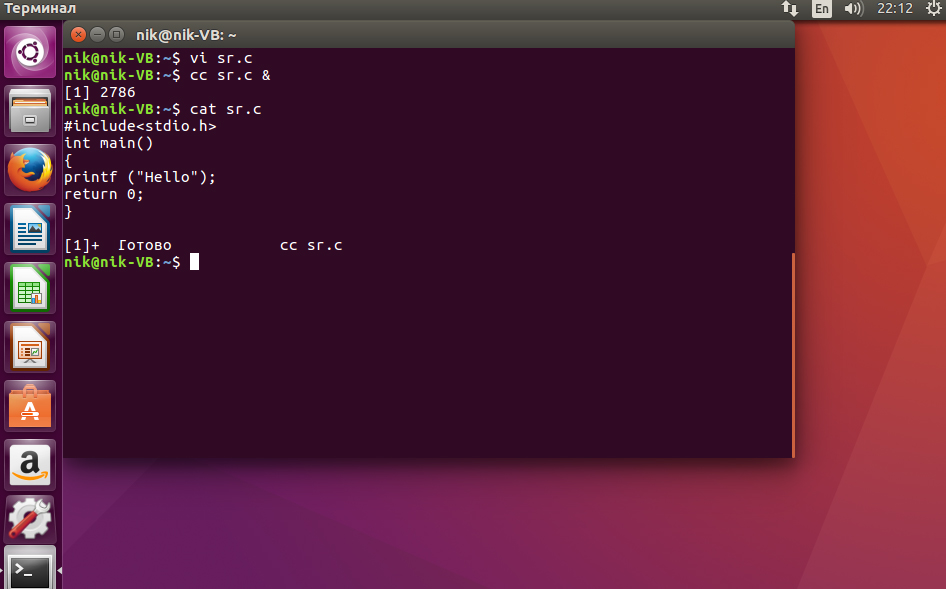 Терминал
En
22:12
nik@nik-VB: ~
nik@nik-VB:~$ vi sr.c
nik@nik-VB:~$ cc sr.c &
[1] 2786
nik@nik-VB:~$ cat sr.c
#include<stdio.h>
int main()
{
printf ("Hello");
return 0;
}
[1]+  Готово            cc sr.c
nik@nik-VB:~$